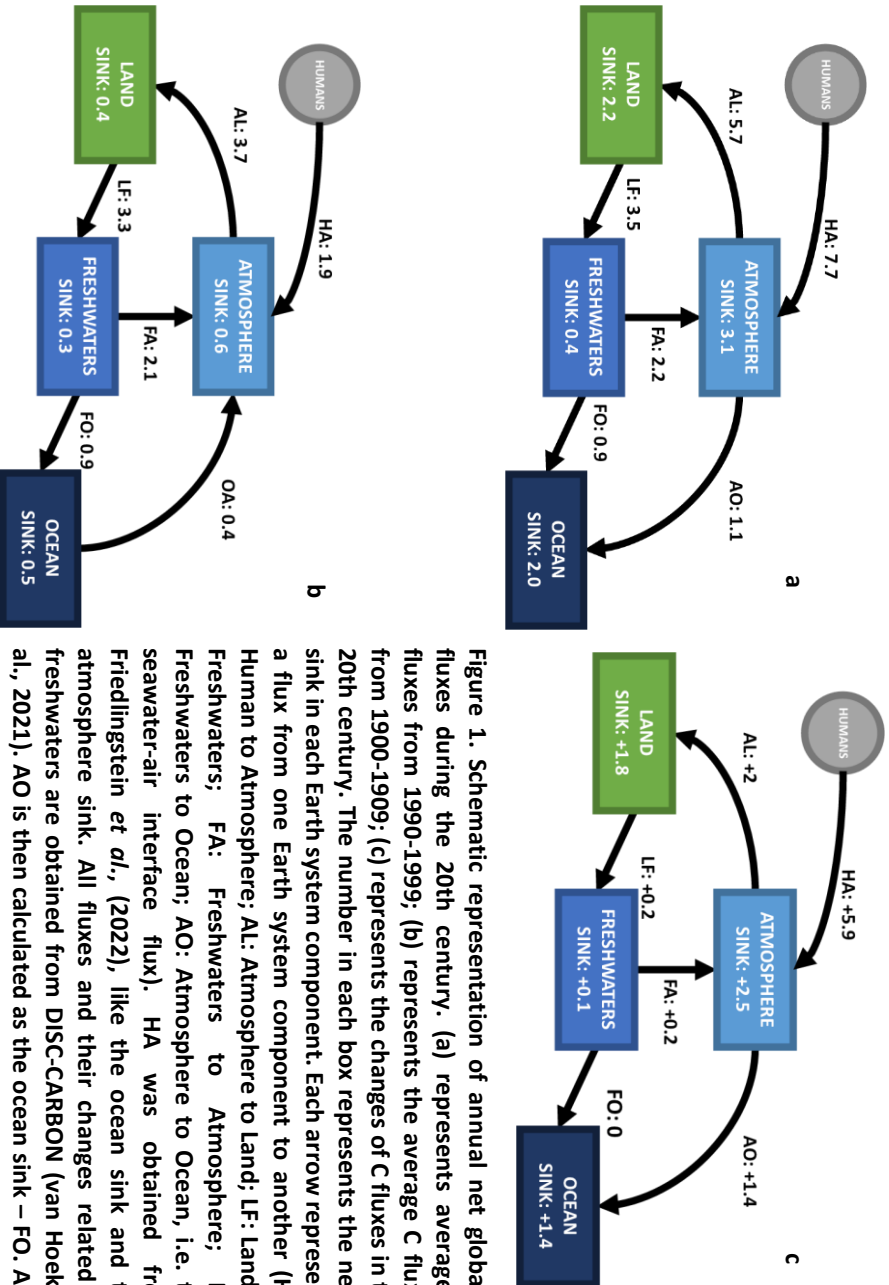 a
HUMANS
HA: 7.7
AL: 5.7
ATMOSPHERE
SINK: 3.1
AO: 1.1
LAND
SINK: 2.2
LF: 3.5
FA: 2.2
FRESHWATERS
SINK: 0.4
FO: 0.9
OCEAN
SINK: 2.0
b
HUMANS
HA: 1.9
AL: 3.7
ATMOSPHERE
SINK: 0.6
OA: 0.4
LAND
SINK: 0.4
LF: 3.3
FA: 2.1
FRESHWATERS
SINK: 0.3
FO: 0.9
OCEAN
SINK: 0.5
c
HUMANS
HA: +5.9
AL: +2
ATMOSPHERE
SINK: +2.5
AO: +1.4
LAND
SINK: +1.8
LF: +0.2
FA: +0.2
FRESHWATERS
SINK: +0.1
FO: 0
OCEAN
SINK: +1.4
Figure 1. Schematic representation of annual net globa
fluxes during the 20th century. (a) represents average
fluxes from 1990-1999; (b) represents the average C flu
from 1900-1909; (c) represents the changes of C fluxes in t
20th century. The number in each box represents the ne
sink in each Earth system component. Each arrow represe
a flux from one Earth system component to another (H
Human to Atmosphere; AL: Atmosphere to Land; LF: Land
Freshwaters; FA: Freshwaters to Atmosphere;
Freshwaters to Ocean; AO: Atmosphere to Ocean, i.e. t
seawater-air interface flux). HA was obtained fr
Friedlingstein et al., (2022), like the ocean sink and t
atmosphere sink. All fluxes and their changes related
freshwaters are obtained from DISC-CARBON (van Hoek
al., 2021). AO is then calculated as the ocean sink – FO. A